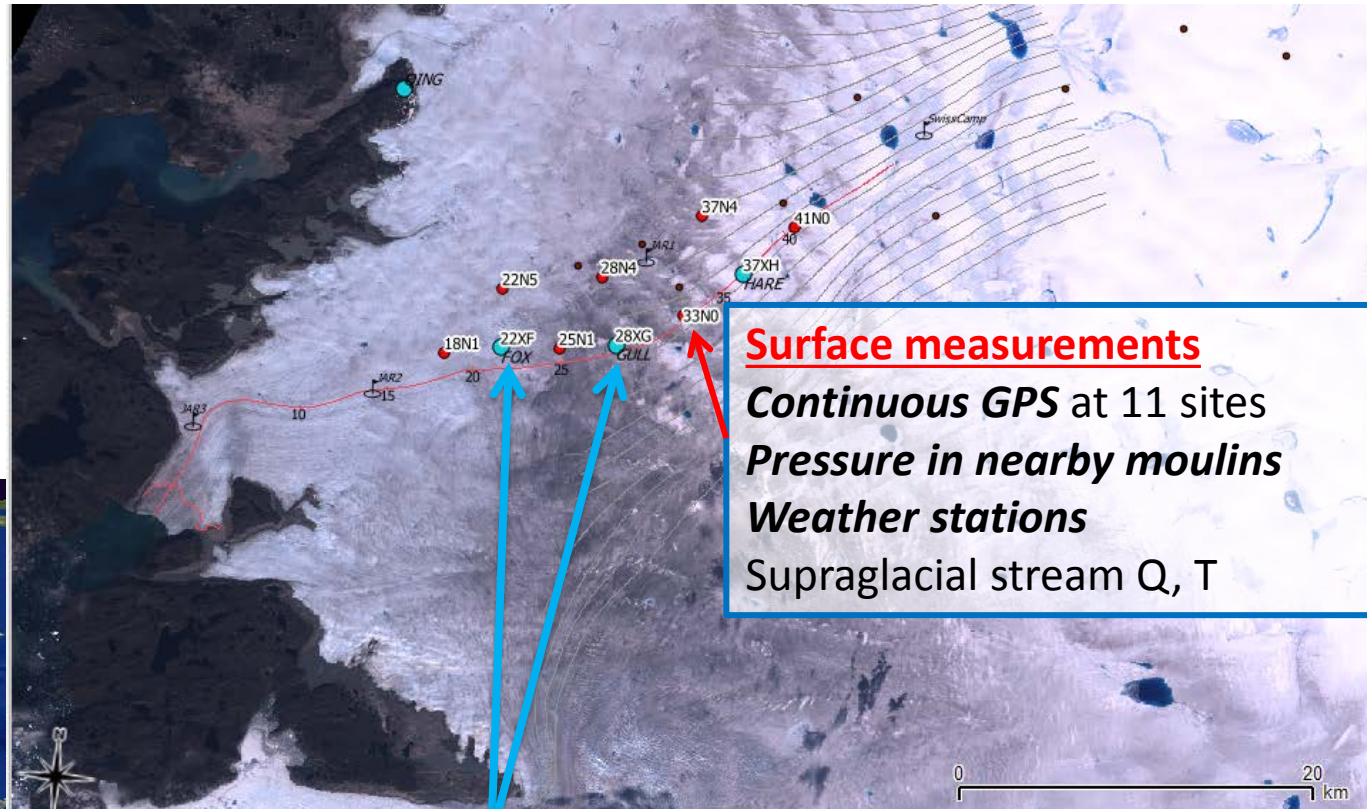 QING
SwissCamp
37N4
41N0
40
JAR1
28N4
37XH
HARE
22N5
35
33N0
18N1
22XF
FOX
25N1
28XG
GULL
20
25
JAR2
15
JAR3
10
Surface measurements
Continuous GPS at 11 sites
Pressure in nearby moulins
Weather stations
Supraglacial stream Q, T
N
0
20
km